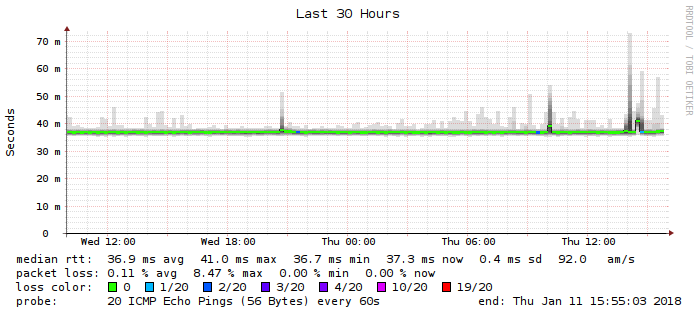 Last 30 Hours
RRDTOOL / TOBI OETIKER
Seconds
70 m
60 m
50 m
40 m
30 m
20 m
10 m
0
Wed 12:00 Wed 18:00 Thu 00:00 Thu 06:00 Thu 12:00
median rtt: 36.9 ms avg 41.0 ms max 36.7 ms min 37.3 ms now 0.4 ms sd 92.0 am/s
packet loss: 0.11 % avg 8.47 % max 0.00 % min 0.00 % now
loss color: 0 1/20 2/20 3/20 4/20 10/20 19/20
probe: 20 ICMP Echo Pings (56 Bytes) every 60s end: Thu Jan 11 15:55:03 2018